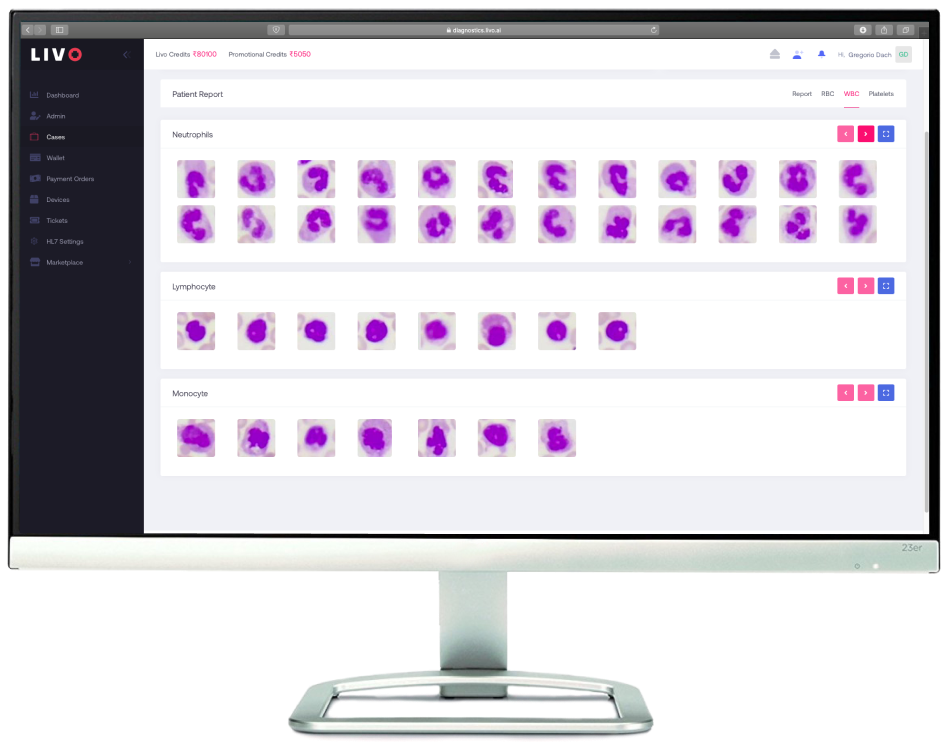 diagnostics.livo.ai
LIVO
Livo Credits ₹80100 Promotional Credits ₹5050
Hi, Gregorio Dach GD
Dashboard
Admin
Cases
Wallet
Payment Orders
Devices
Tickets
HL7 Settings
Marketplace
Patient Report
Report RBC WBC Platelets
Neutrophils
Lymphocyte
Monocyte
23er